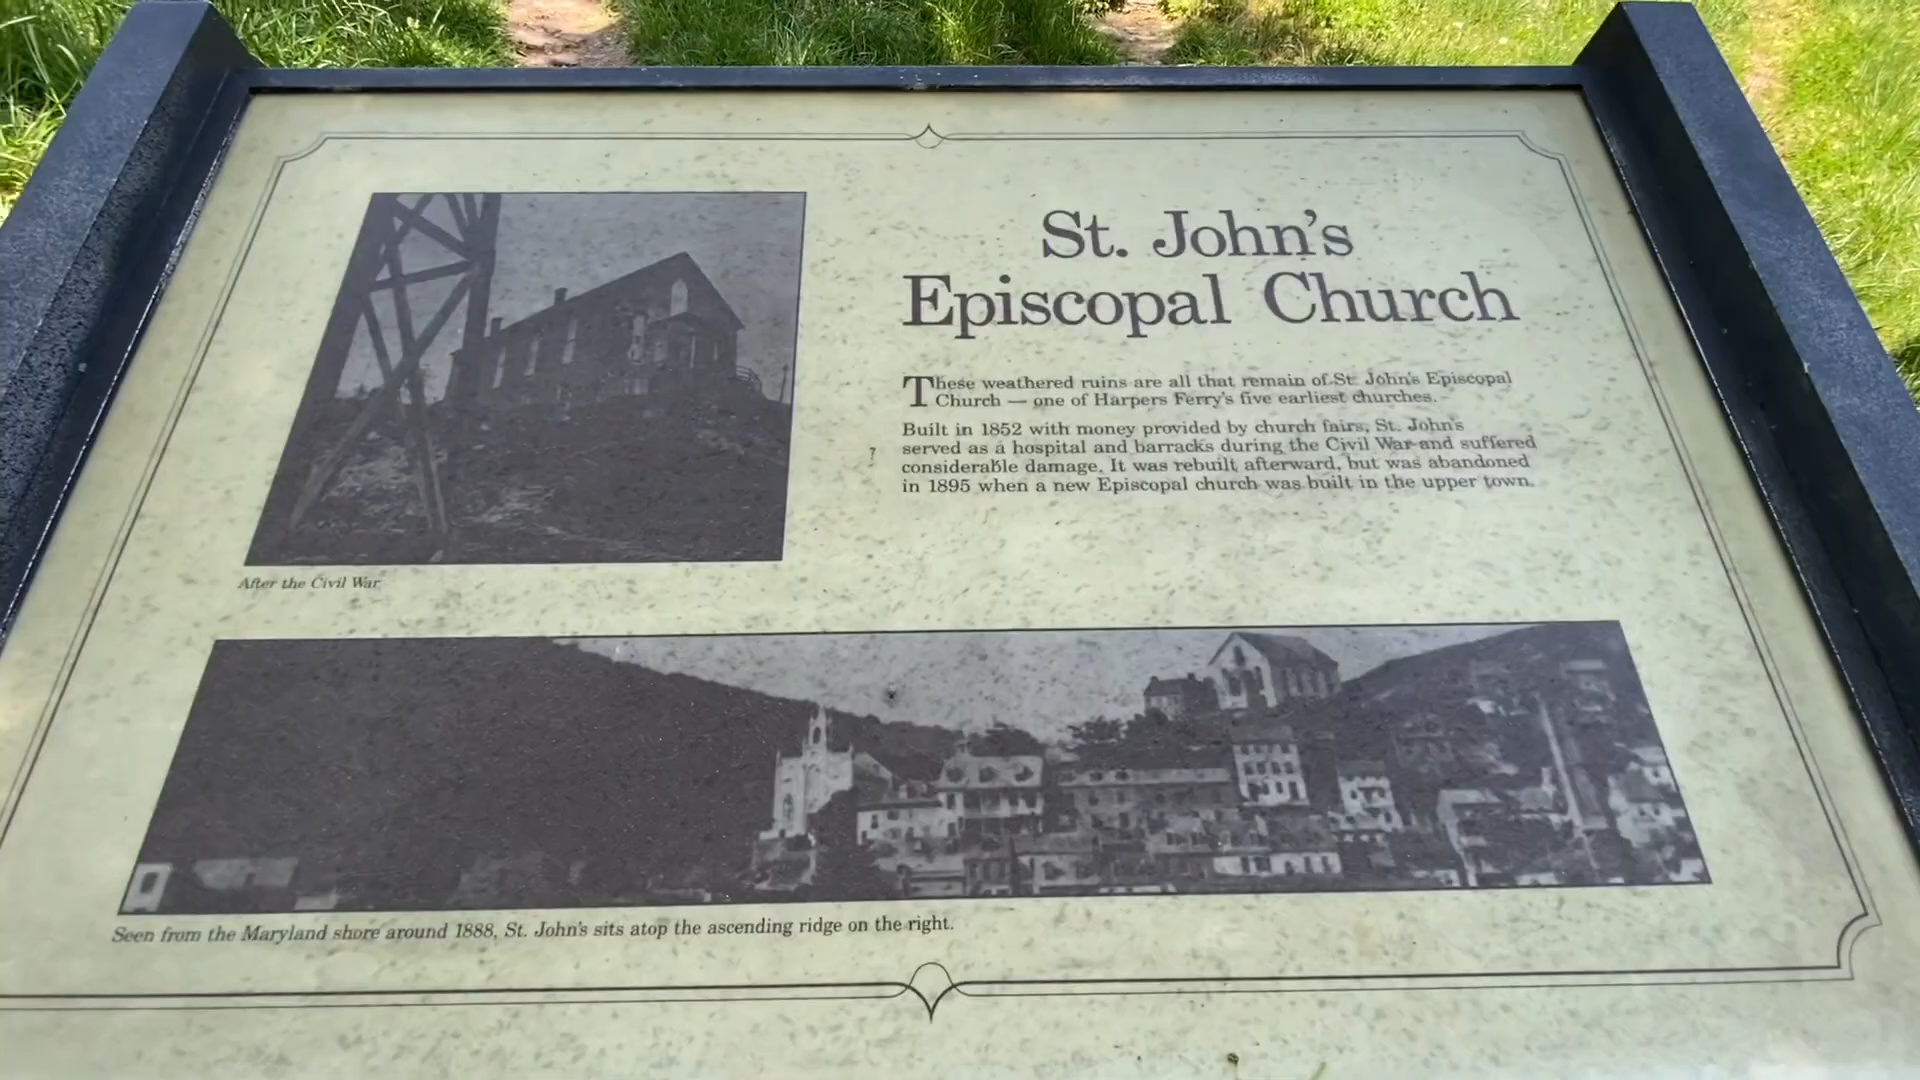 St. John's
Episcopal Church
These weathered ruins are all that remain of St. John's Episcopal
Church — one of Harpers Ferry's five earliest churches.
Built in 1852 with money provided by church fairs, St. John's
served as a hospital and barracks during the Civil War and suffered
considerable damage. It was rebuilt afterward, but was abandoned
in 1895 when a new Episcopal church was built in the upper town.
After the Civil War
Seen from the Maryland shore around 1888, St. John's sits atop the ascending ridge on the right.